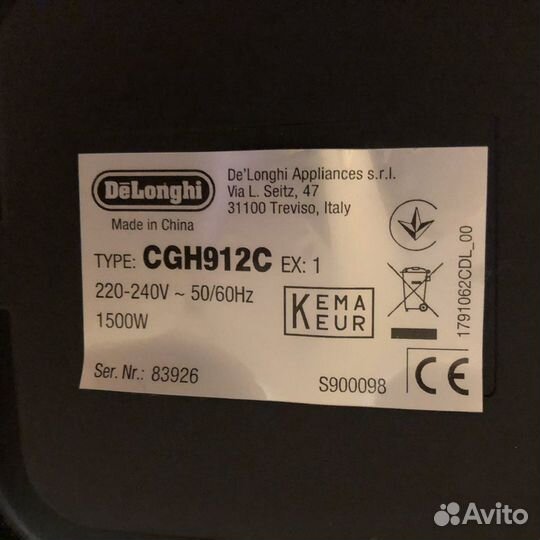 DeLonghi
De'Longhi Appliances s.r.l.
Via L. Seitz, 47
31100 Treviso, Italy
Made in China
TYPE: CGH912C EX: 1
220-240V ~ 50/60Hz
1500W
KEMA
EUR
Ser. Nr.: 83926
S900098
CE
1791062CDL_00
Avito